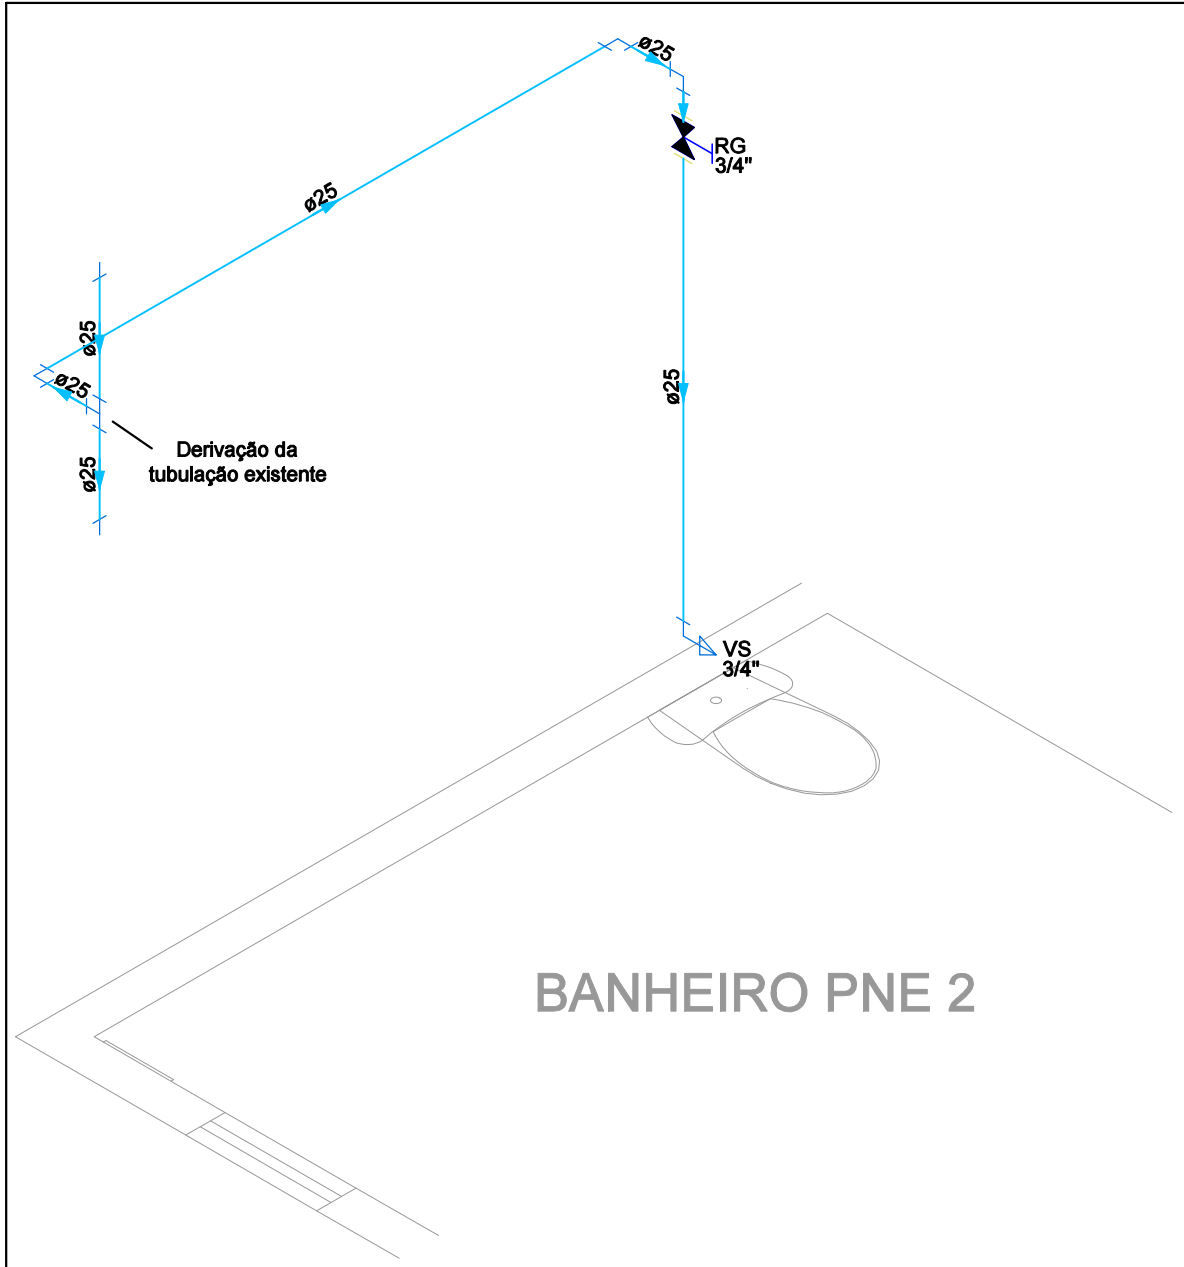 ø25
RG
3/4"
ø25
ø25
ø25
ø25
Derivação da
tubulação existente
ø25
VS
3/4"
BANHEIRO PNE 2